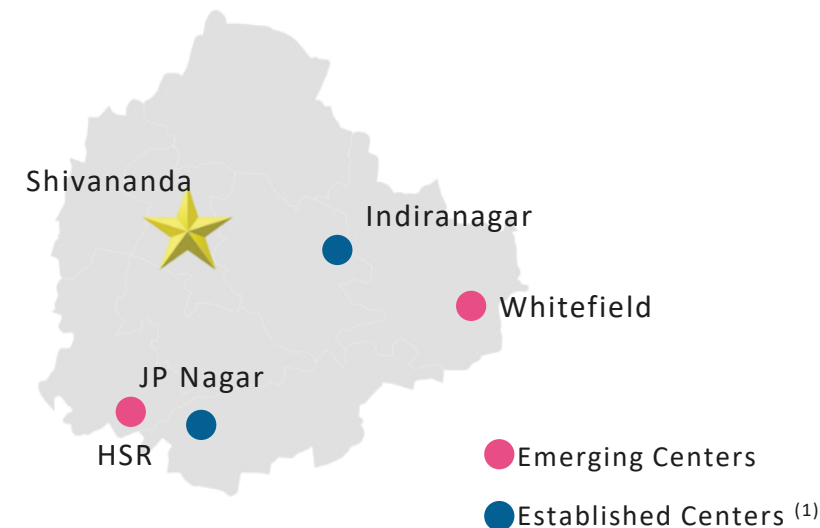 Shivananda
Indiranagar
Whitefield
JP Nagar
HSR
Emerging Centers
Established Centers (1)